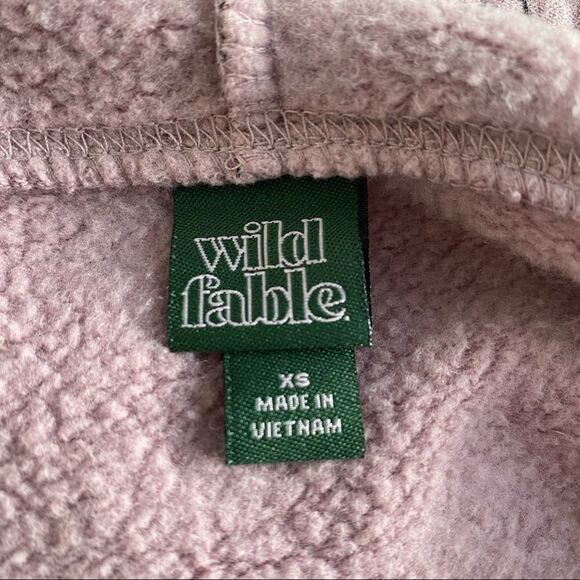 wild
fable.
XS
MADE IN
VIETNAM